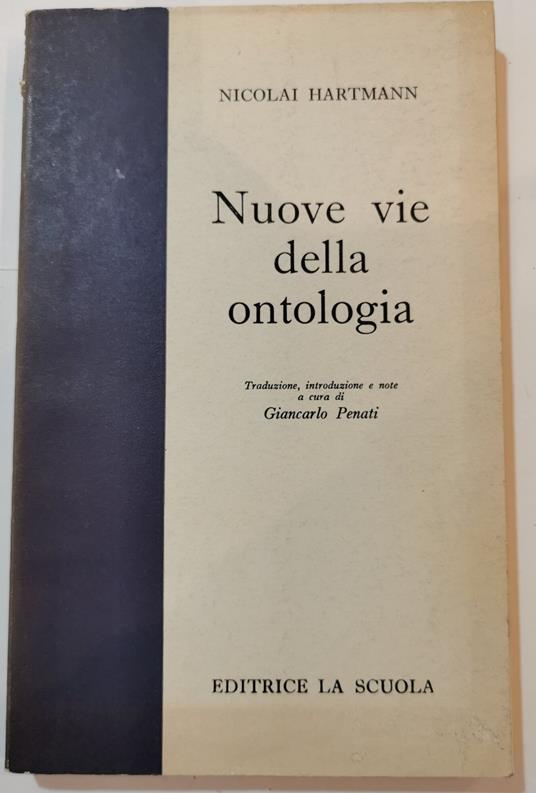 NICOLAI HARTMANN
Nuove vie
della
ontologia
Traduzione, introduzione e note
a cura di
Giancarlo Penati
EDITRICE LA SCUOLA